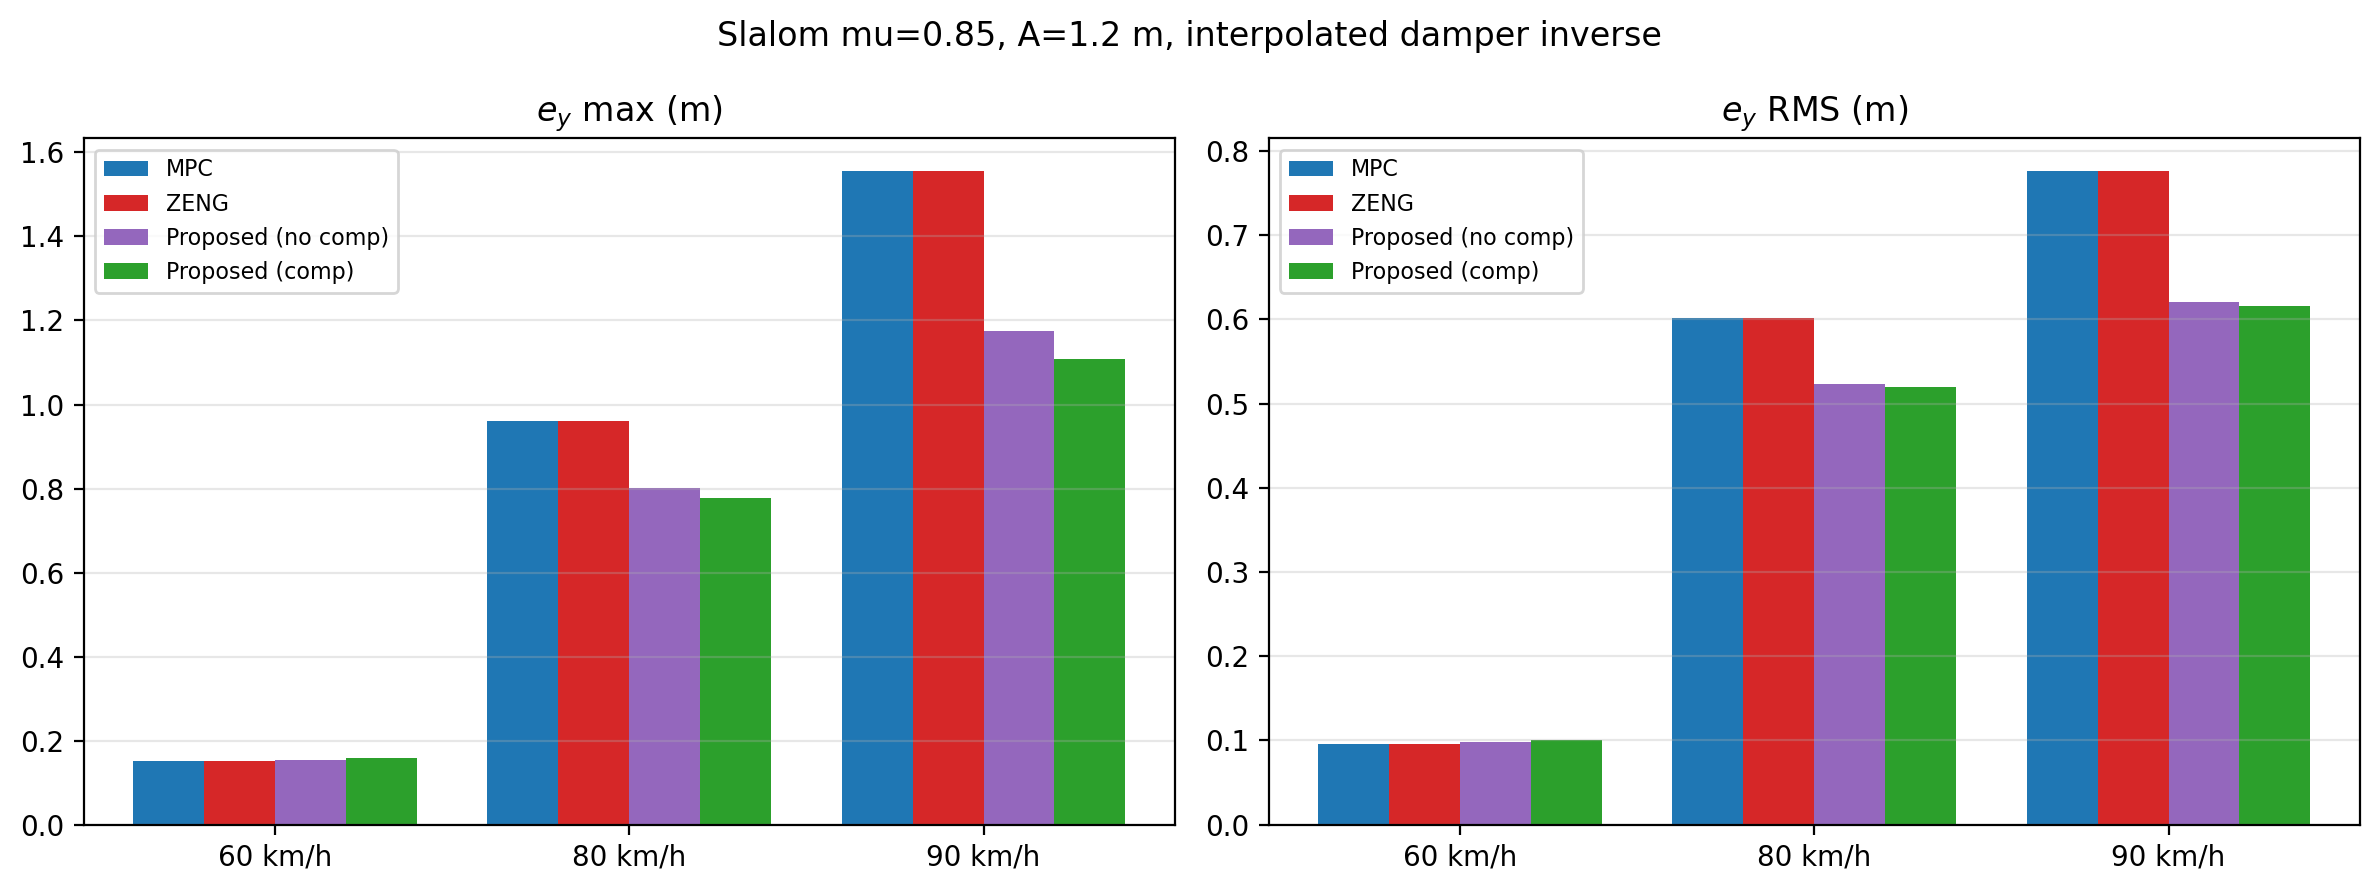 Slalom mu=0.85, A=1.2 m, interpolated damper inverse
e_y max (m)
1.6
1.4
1.2
1.0
0.8
0.6
0.4
0.2
0.0
MPC
ZENG
Proposed (no comp)
Proposed (comp)
60 km/h
80 km/h
90 km/h
e_y RMS (m)
0.8
0.7
0.6
0.5
0.4
0.3
0.2
0.1
0.0
MPC
ZENG
Proposed (no comp)
Proposed (comp)
60 km/h
80 km/h
90 km/h